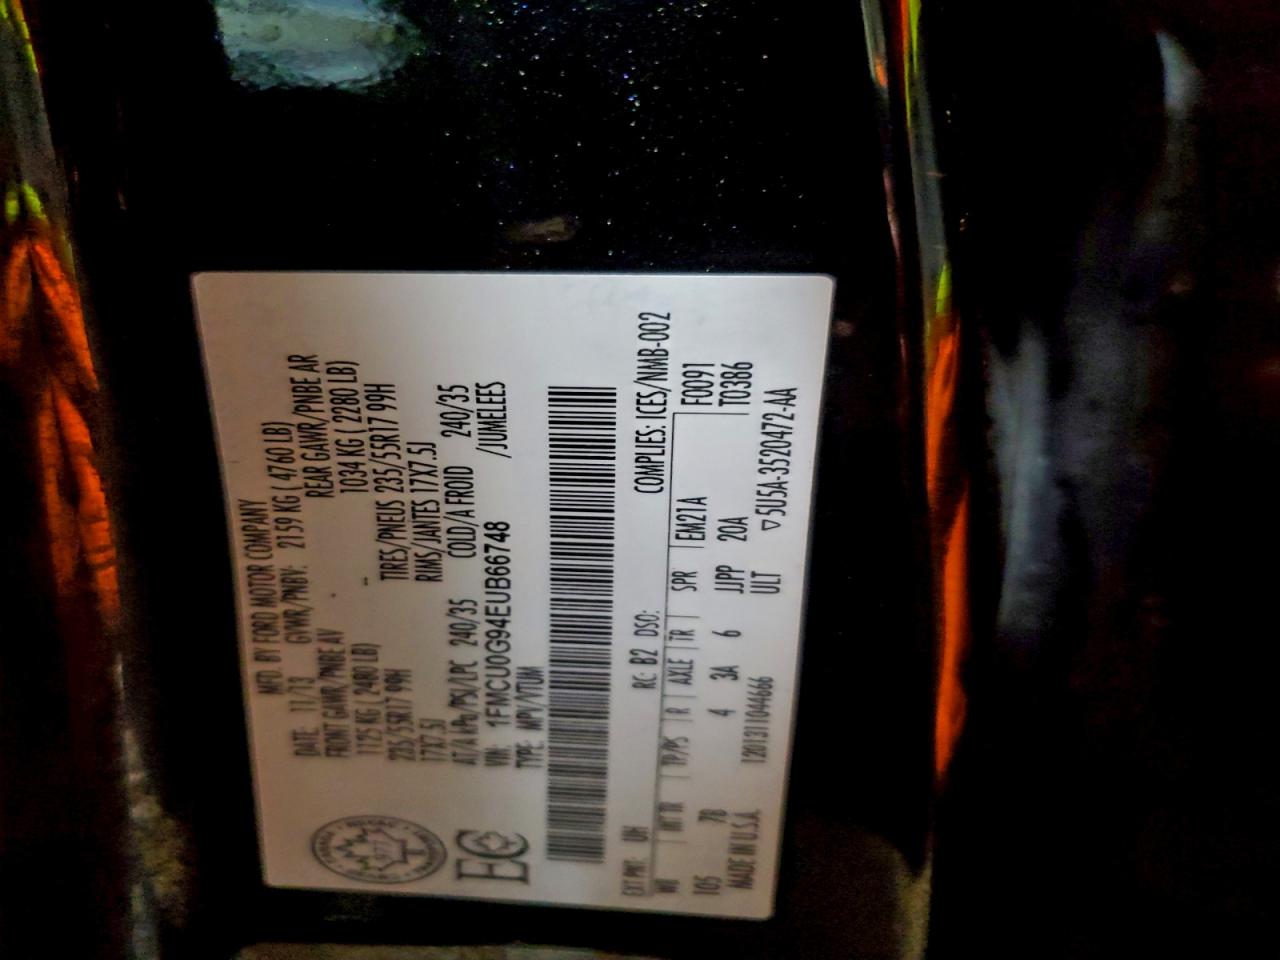 MFD. BY FORD MOTOR COMPANY
DATE: 11/13 GVWR/PNBV: 2159 KG ( 4760 LB)
FRONT GAWR/PNBE AV REAR GAWR/PNBE AR
1125 KG ( 2480 LB) 1034 KG ( 2280 LB)
235/55R17 99H TIRES/PNEUS 235/55R17 99H
17X7.5J RIMS/JANTES 17X7.5J
AT/A kPa/PSI/LPC 240/35 COLD/A FROID 240/35
VIN: 1FMCU0G94EUB66748 /JUMELEES
TYPE: MPV/VTUM
EC
COMPLIES: ICES/NMB-002
EXT PNT: UH RC: B2 DSO:
WB INT TR TP/PS R AXLE TR SPR EM21A F0091
105 7B 4 3A 6 JJPP 20A T0386
MADE IN U.S.A. 1201311044666 ULT ▽5U5A-3520472-AA